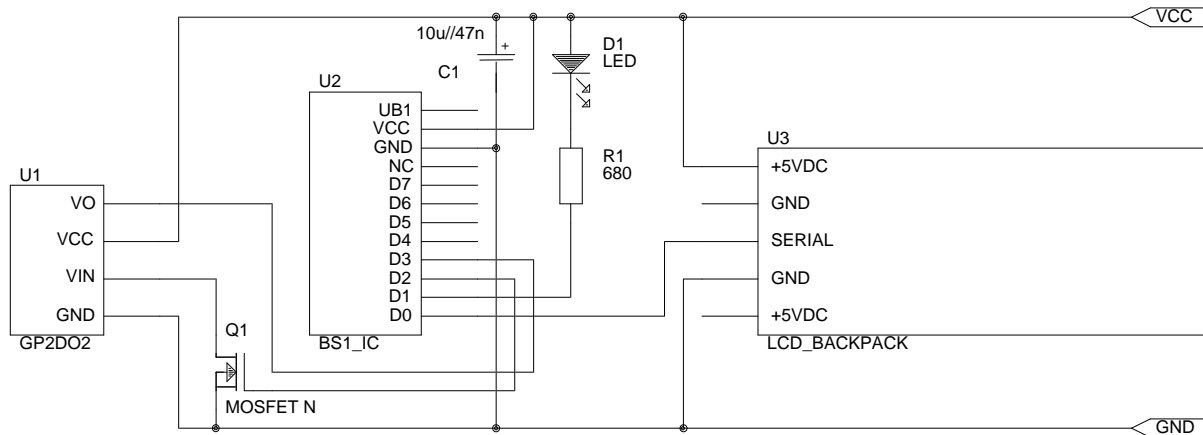 VCC
10u//47n
+
C1
D1
LED
U2
UB1
VCC
GND
NC
D7
D6
D5
D4
D3
D2
D1
D0
BS1_IC
R1
680
U3
+5VDC
GND
SERIAL
GND
+5VDC
LCD_BACKPACK
U1
VO
VCC
VIN
GND
GP2DO2
Q1
MOSFET N
GND